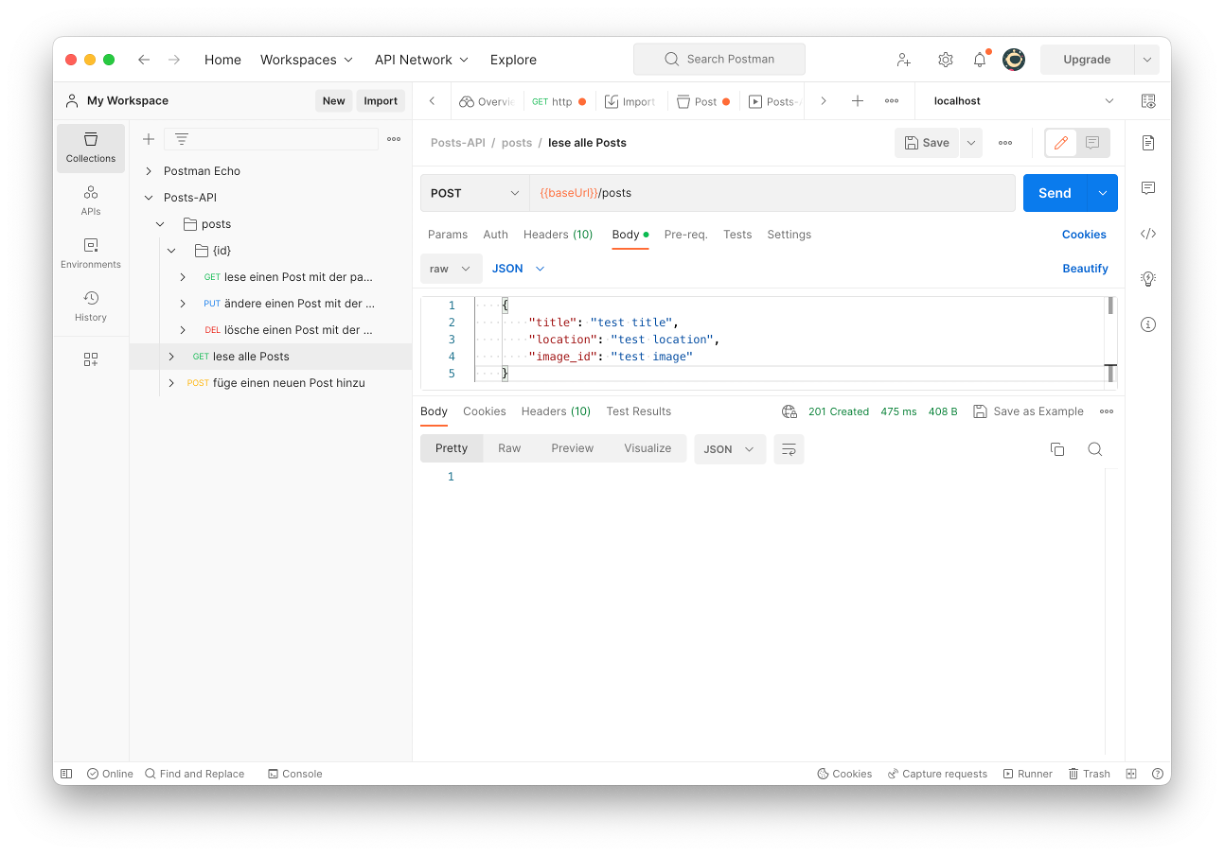 Home Workspaces API Network Explore Search Postman Upgrade
My Workspace New Import
Overvie GET http Import Post Posts- localhost
Collections
APIs
Environments
History
Postman Echo
Posts-API
posts
{id}
GET lese einen Post mit der pa...
PUT ändere einen Post mit der ...
DEL lösche einen Post mit der ...
GET lese alle Posts
POST füge einen neuen Post hinzu
Posts-API / posts / lese alle Posts Save
POST {{baseUrl}}/posts Send
Params Auth Headers (10) Body Pre-req. Tests Settings Cookies
raw JSON Beautify
1 {
2 "title": "test title",
3 "location": "test location",
4 "image_id": "test image"
5 }
Body Cookies Headers (10) Test Results 201 Created 475 ms 408 B Save as Example
Pretty Raw Preview Visualize JSON
1
Online Find and Replace Console Cookies Capture requests Runner Trash